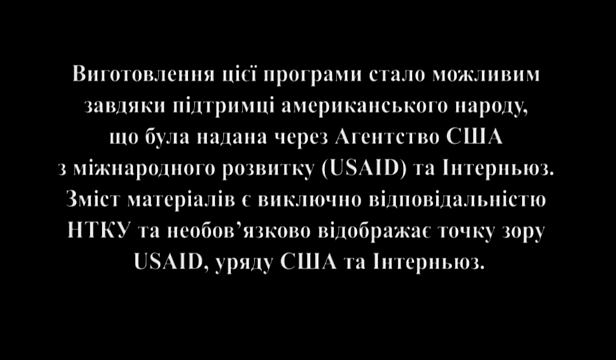 Виготовлення цієї програми стало можливим
завдяки підтримці американського народу,
що була надана через Агентство США
з міжнародного розвитку (USAID) та Інтерньюз.
Зміст матеріалів є виключно відповідальністю
НТКУ та необов’язково відображає точку зору
USAID, уряду США та Інтерньюз.